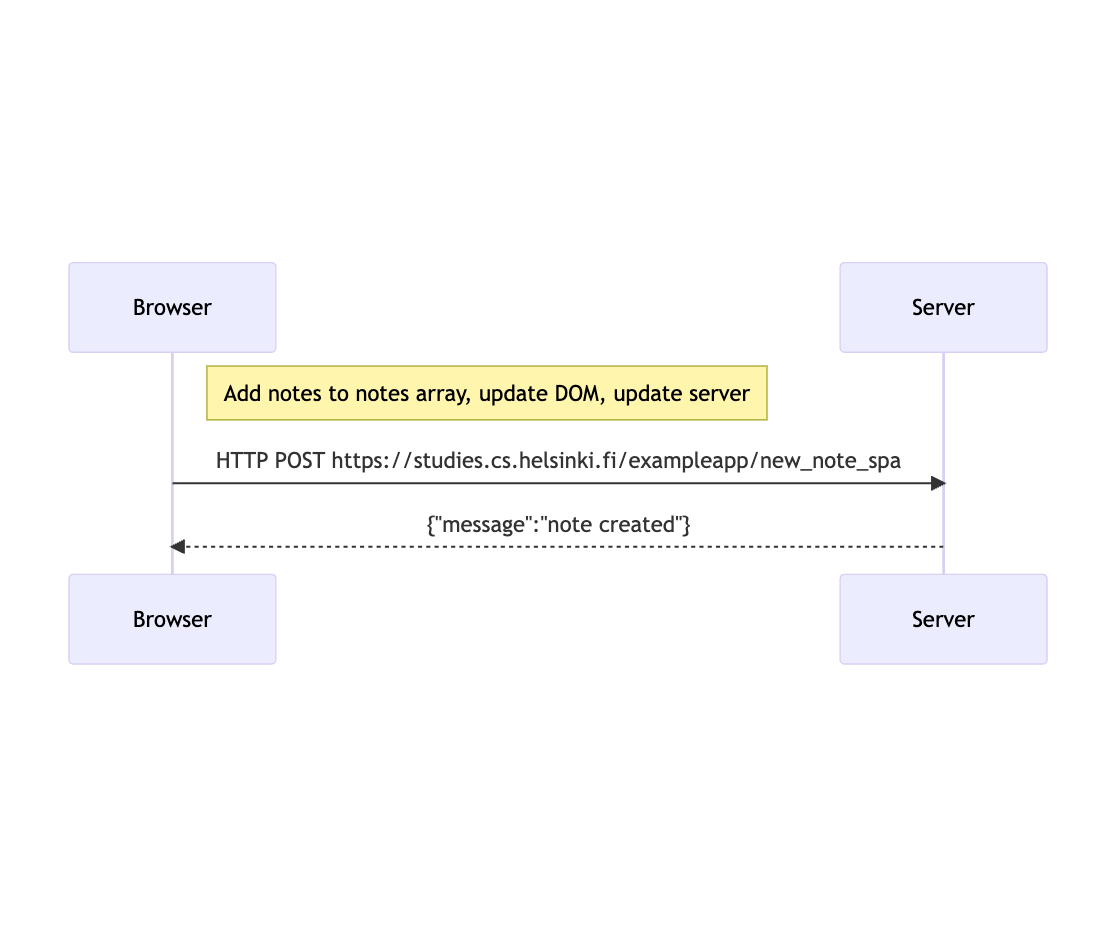 Browser
Server
Add notes to notes array, update DOM, update server
HTTP POST https://studies.cs.helsinki.fi/exampleapp/new_note_spa
{"message":"note created"}
Browser
Server